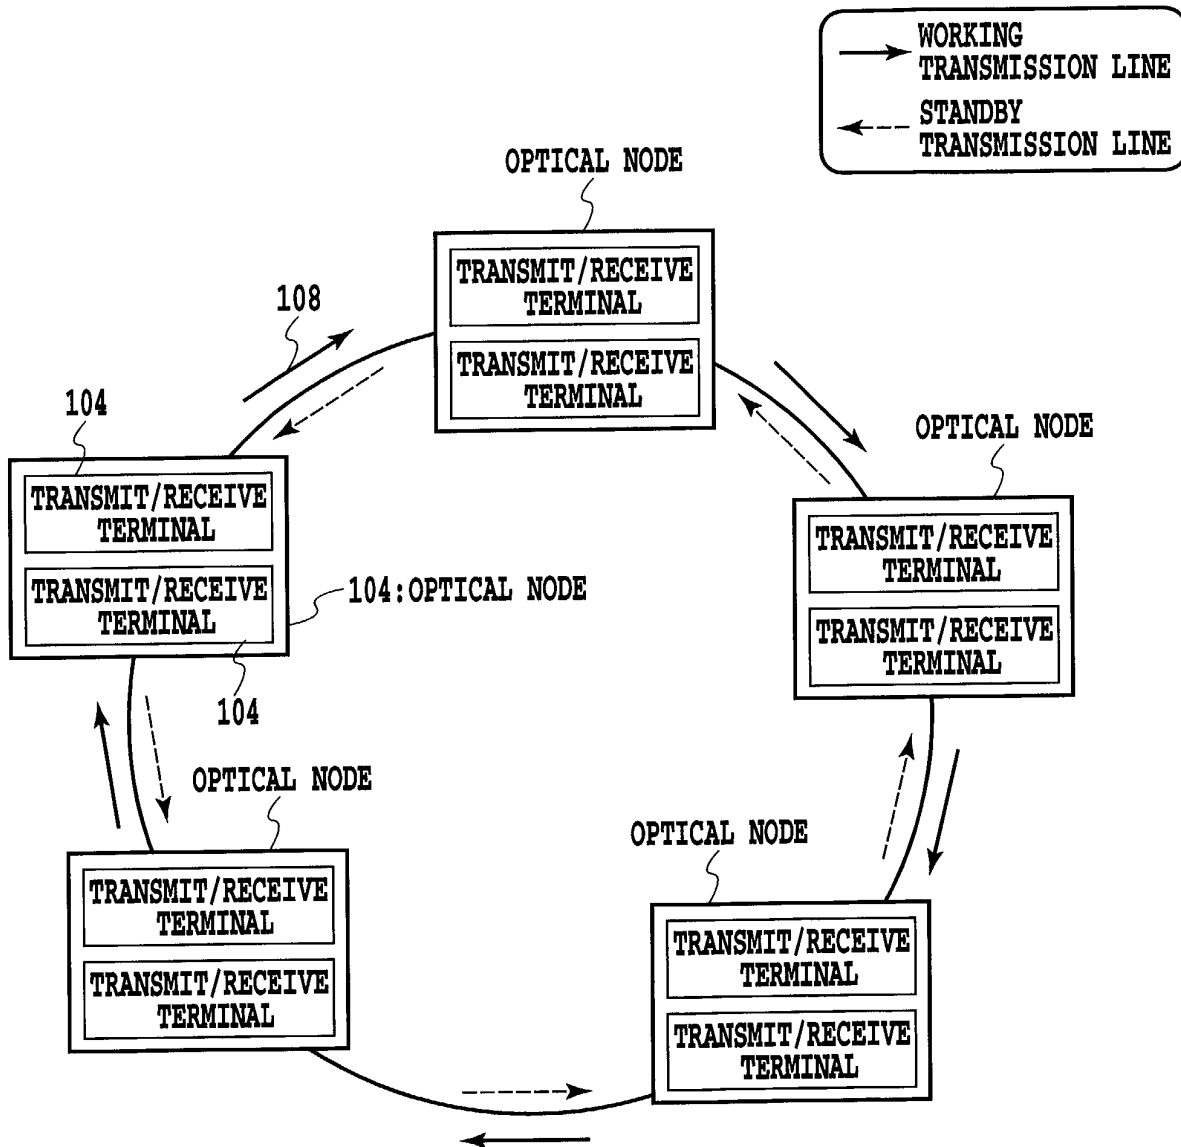 WORKING
TRANSMISSION LINE
STANDBY
TRANSMISSION LINE
OPTICAL NODE
TRANSMIT/RECEIVE
TERMINAL
TRANSMIT/RECEIVE
TERMINAL
108
104
TRANSMIT/RECEIVE
TERMINAL
TRANSMIT/RECEIVE
TERMINAL
104:OPTICAL NODE
104
OPTICAL NODE
TRANSMIT/RECEIVE
TERMINAL
TRANSMIT/RECEIVE
TERMINAL
OPTICAL NODE
TRANSMIT/RECEIVE
TERMINAL
TRANSMIT/RECEIVE
TERMINAL
OPTICAL NODE
TRANSMIT/RECEIVE
TERMINAL
TRANSMIT/RECEIVE
TERMINAL